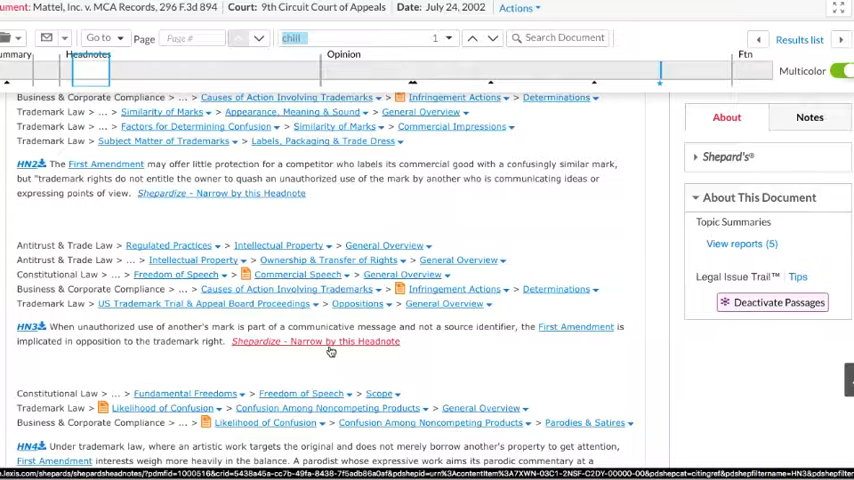 Document: Mattel, Inc. v. MCA Records, 296 F.3d 894 Court: 9th Circuit Court of Appeals Date: July 24, 2002 Actions
Go to Page Page # chill 1 Search Document Results list
Summary Headnotes Opinion Ftn
Multicolor
Business & Corporate Compliance > ... > Causes of Action Involving Trademarks > Infringement Actions > Determinations
Trademark Law > ... > Similarity of Marks > Appearance, Meaning & Sound > General Overview
Trademark Law > ... > Factors for Determining Confusion > Similarity of Marks > Commercial Impressions
Trademark Law > ... > Subject Matter of Trademarks > Labels, Packaging & Trade Dress
HN2 The First Amendment may offer little protection for a competitor who labels its commercial good with a confusingly similar mark,
but "trademark rights do not entitle the owner to quash an unauthorized use of the mark by another who is communicating ideas or
expressing points of view. Shepardize - Narrow by this Headnote
Antitrust & Trade Law > Regulated Practices > Intellectual Property > General Overview
Antitrust & Trade Law > ... > Intellectual Property > Ownership & Transfer of Rights > General Overview
Constitutional Law > ... > Freedom of Speech > Commercial Speech > General Overview
Business & Corporate Compliance > ... > Causes of Action Involving Trademarks > Infringement Actions > Determinations
Trademark Law > US Trademark Trial & Appeal Board Proceedings > Oppositions > General Overview
HN3 When unauthorized use of another's mark is part of a communicative message and not a source identifier, the First Amendment is
implicated in opposition to the trademark right. Shepardize - Narrow by this Headnote
Constitutional Law > ... > Fundamental Freedoms > Freedom of Speech > Scope
Trademark Law > Likelihood of Confusion > Confusion Among Noncompeting Products > General Overview
Business & Corporate Compliance > ... > Likelihood of Confusion > Confusion Among Noncompeting Products > Parodies & Satires
HN4 Under trademark law, where an artistic work targets the original and does not merely borrow another's property to get attention,
First Amendment interests weigh more heavily in the balance. A parodist whose expressive work aims its parodic commentary at a
About Notes
Shepard's®
About This Document
Topic Summaries
View reports (5)
Legal Issue Trail™ Tips
Deactivate Passages